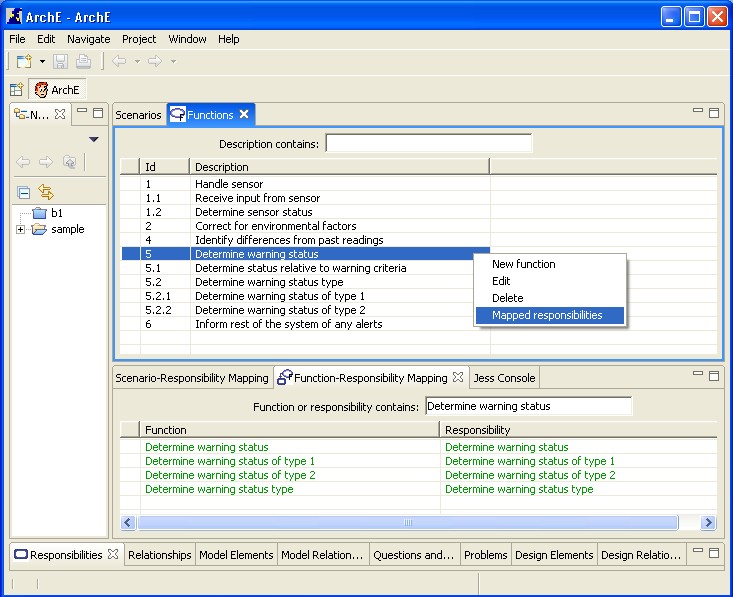 ArchE - ArchE
File Edit Navigate Project Window Help
ArchE
N...
Scenarios Functions
Description contains:
Id Description
1 Handle sensor
1.1 Receive input from sensor
1.2 Determine sensor status
2 Correct for environmental factors
4 Identify differences from past readings
5 Determine warning status
5.1 Determine status relative to warning criteria
5.2 Determine warning status type
5.2.1 Determine warning status of type 1
5.2.2 Determine warning status of type 2
6 Inform rest of the system of any alerts
b1
sample
New function
Edit
Delete
Mapped responsibilities
Scenario-Responsibility Mapping Function-Responsibility Mapping Jess Console
Function or responsibility contains: Determine warning status
Function Responsibility
Determine warning status Determine warning status
Determine warning status of type 1 Determine warning status of type 1
Determine warning status of type 2 Determine warning status of type 2
Determine warning status type Determine warning status type
Responsibilities Relationships Model Elements Model Relation... Questions and... Problems Design Elements Design Relatio...